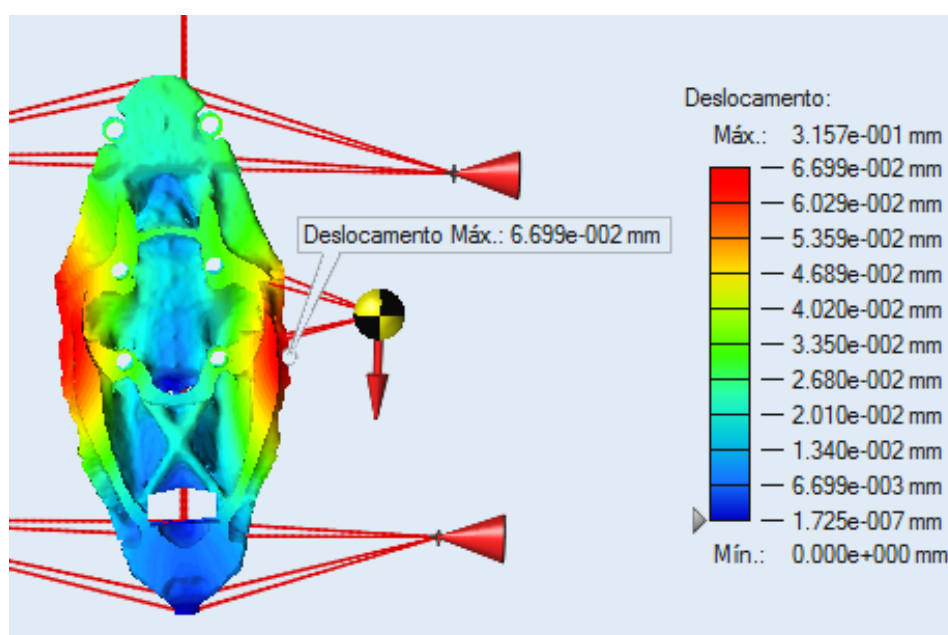 Deslocamento:
Máx.: 3.157e-001 mm
6.699e-002 mm
6.029e-002 mm
5.359e-002 mm
4.689e-002 mm
4.020e-002 mm
3.350e-002 mm
2.680e-002 mm
2.010e-002 mm
1.340e-002 mm
6.699e-003 mm
1.725e-007 mm
Mín.: 0.000e+000 mm
Deslocamento Máx.: 6.699e-002 mm